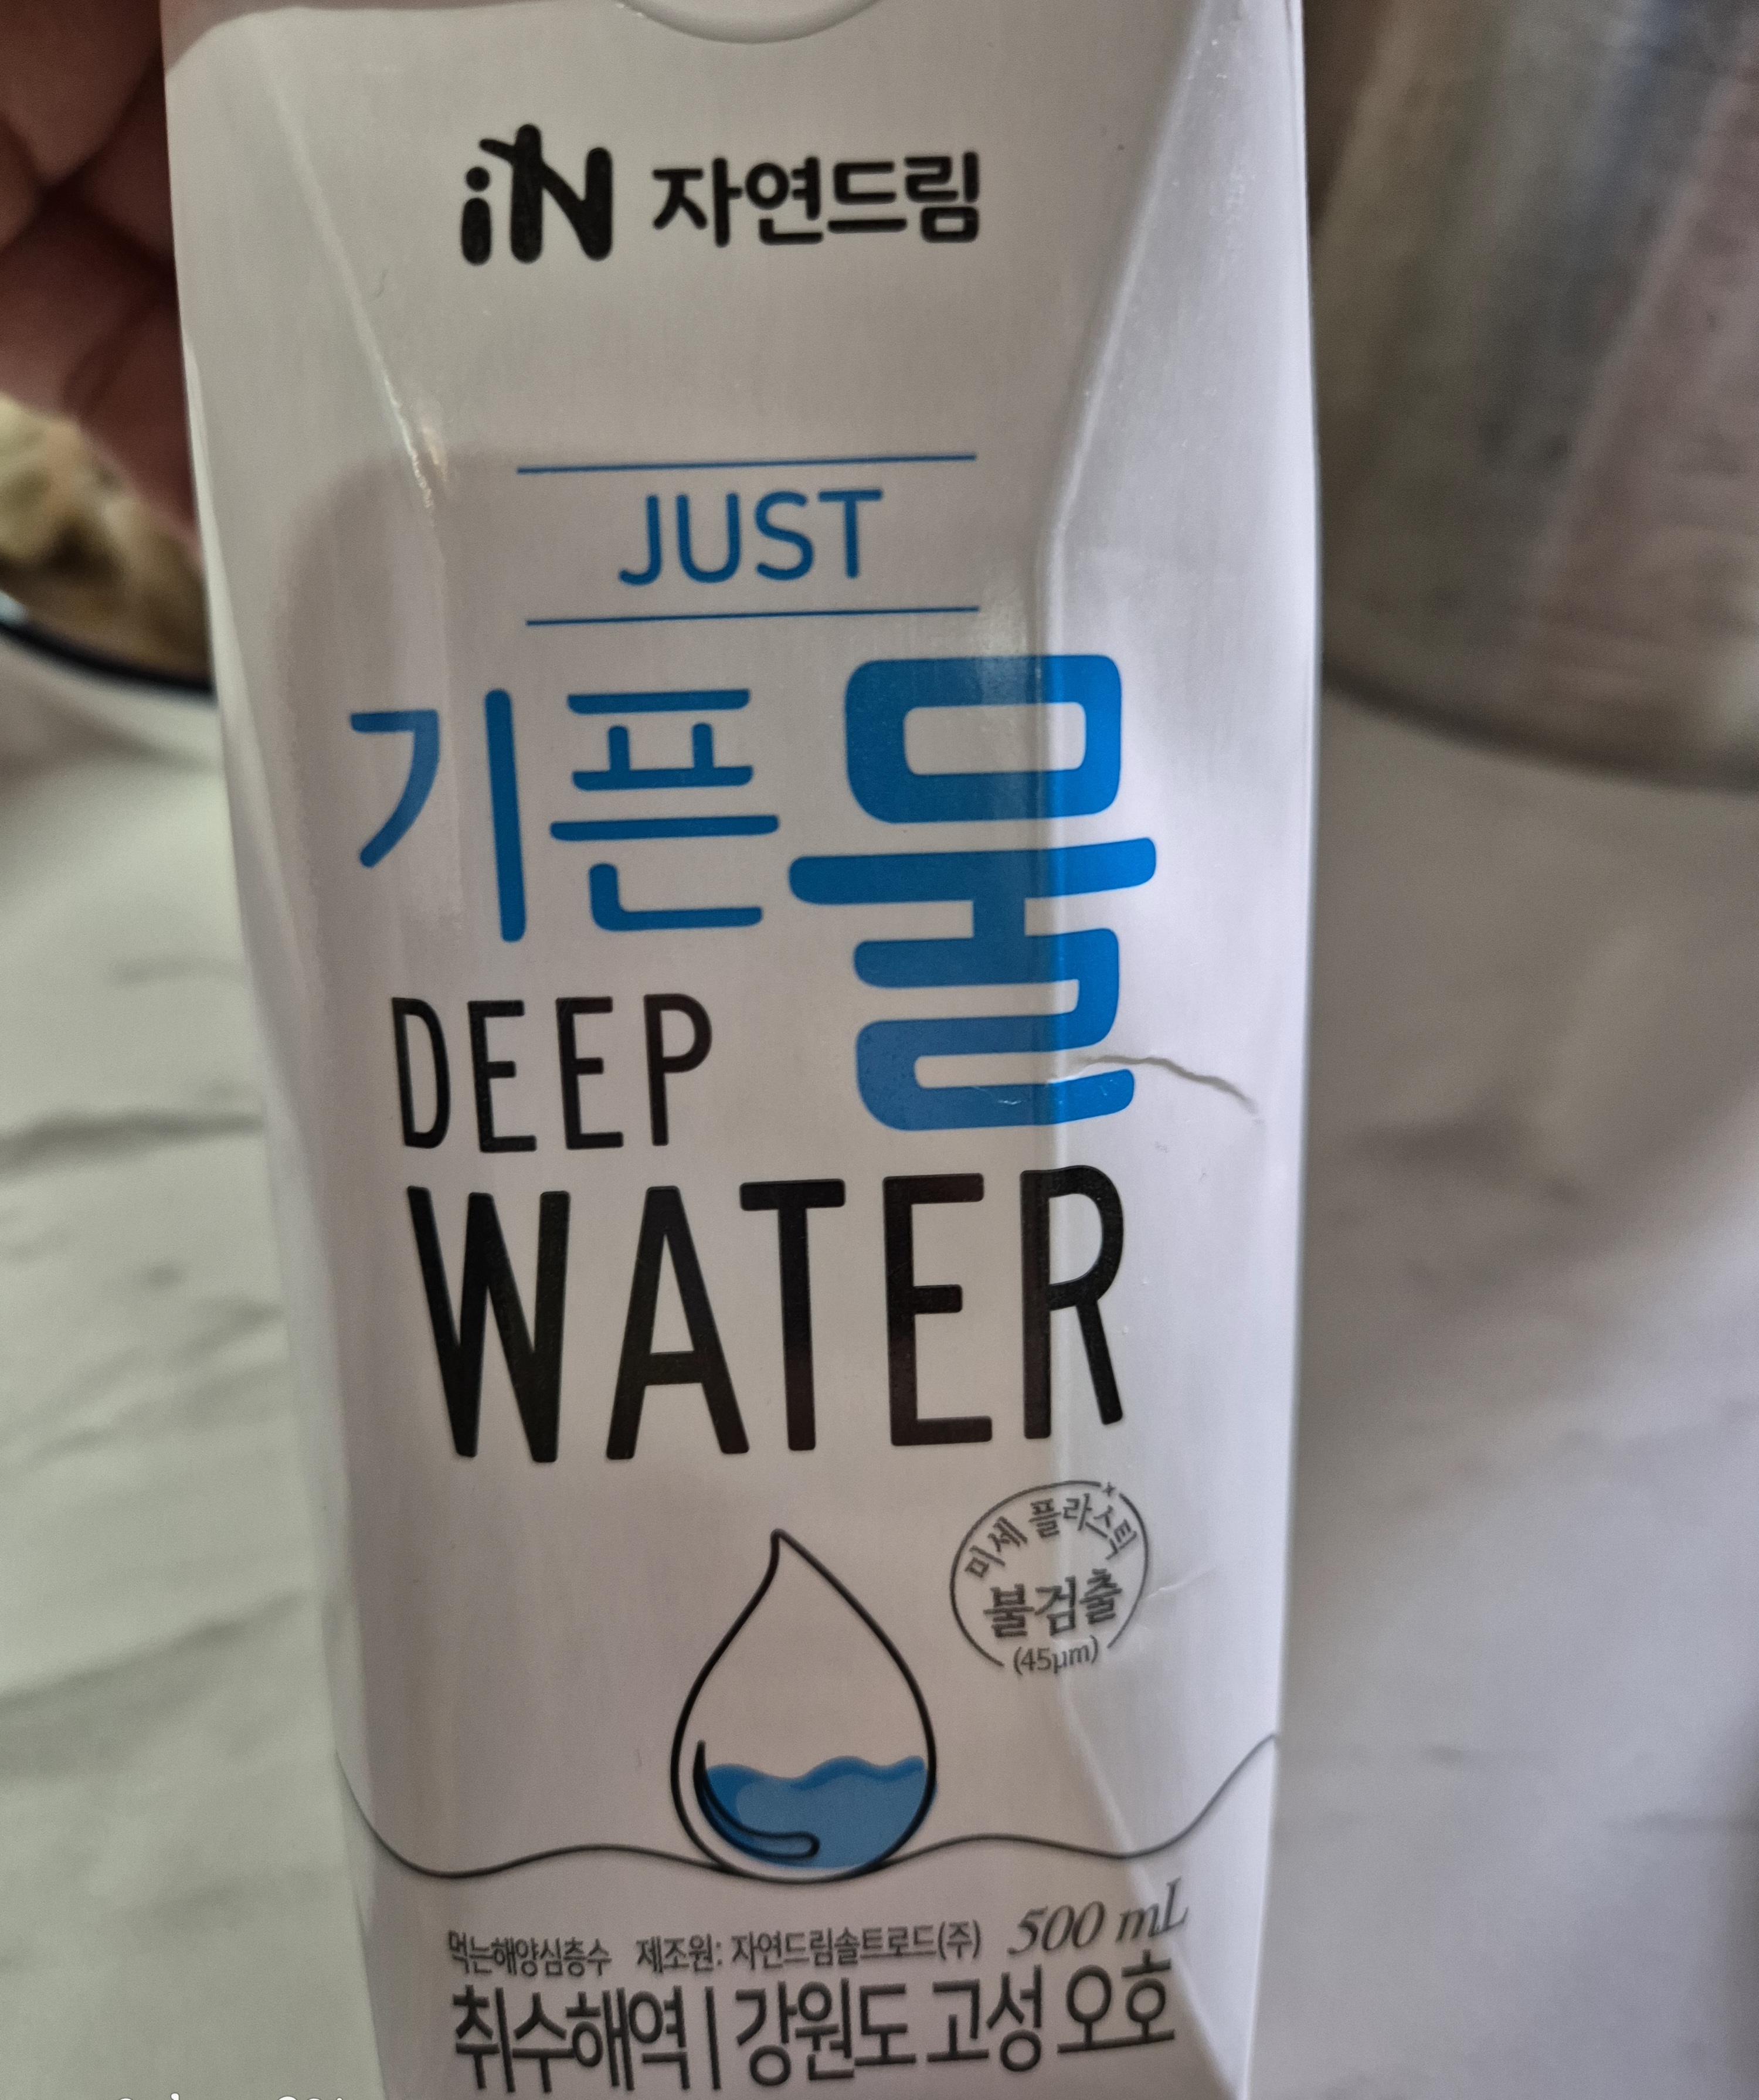 iN 자연드림
JUST
기픈물
DEEP
WATER
미세 플라스틱
불검출
(45µm)
먹는해양심층수 제조원: 자연드림솔트로드(주) 500 mL
취수해역 | 강원도 고성 오호